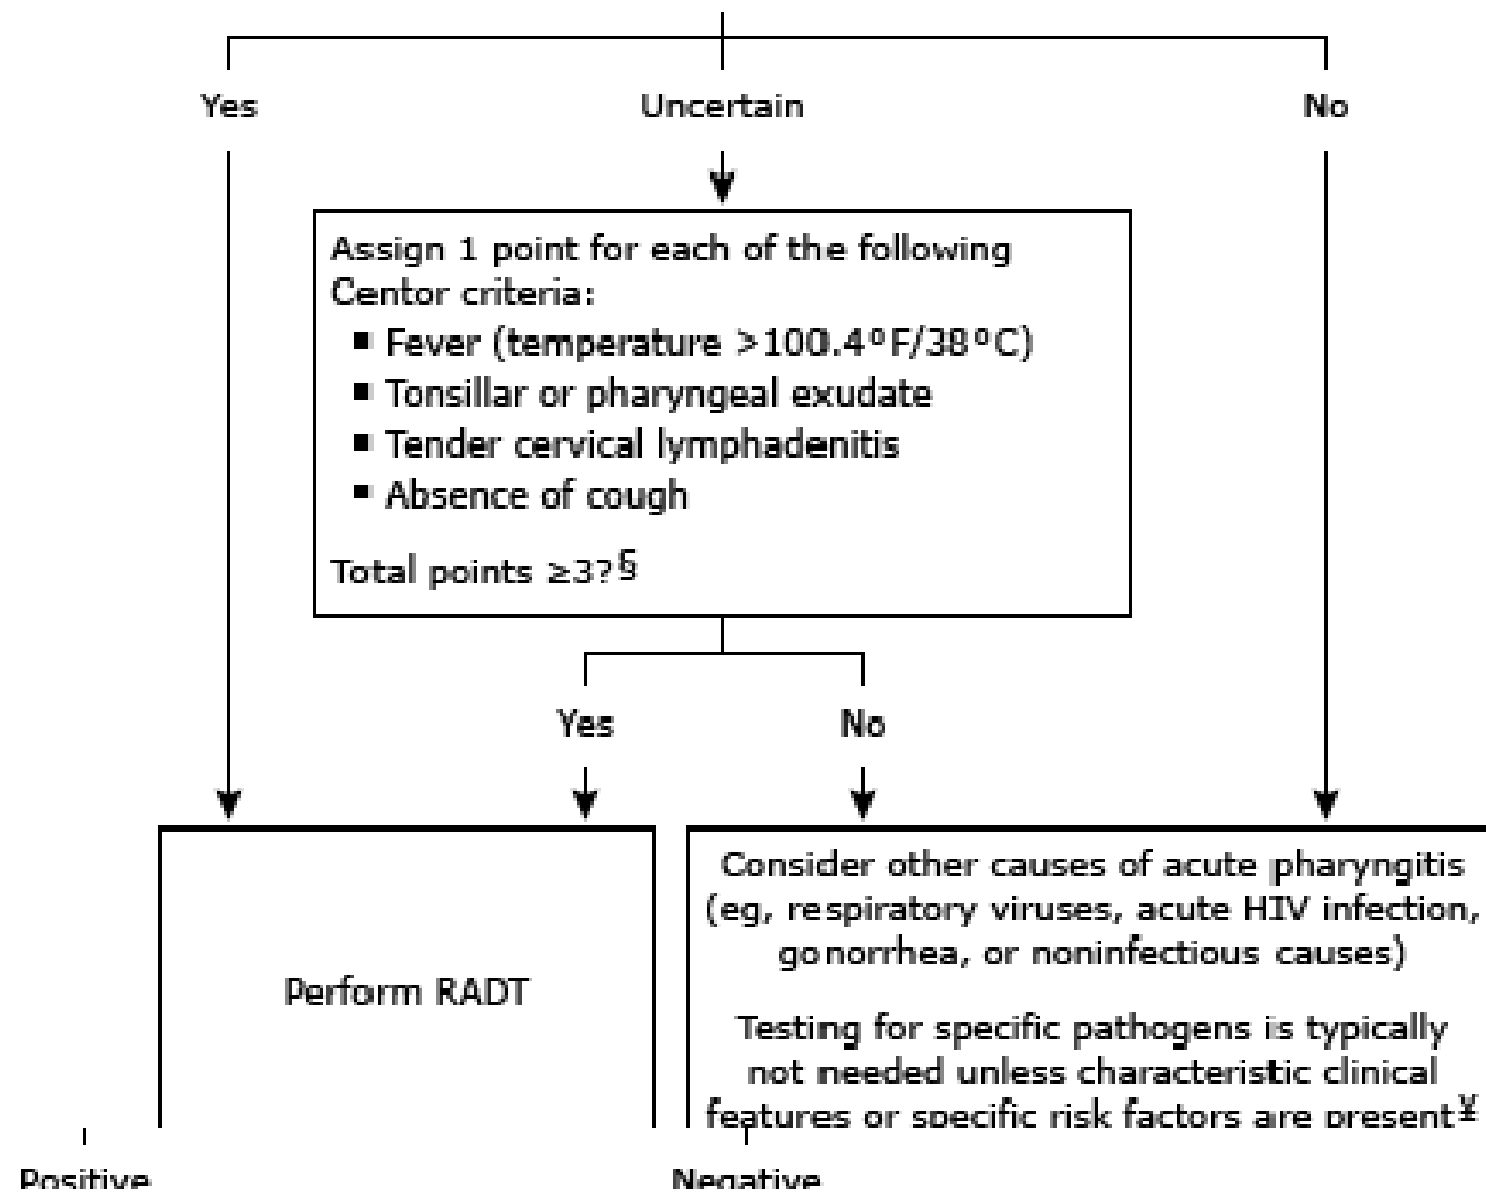 Yes
Uncertain
No
Assign 1 point for each of the following
Centor criteria:
▪ Fever (temperature >100.4ºF/38ºC)
▪ Tonsillar or pharyngeal exudate
▪ Tender cervical lymphadenitis
▪ Absence of cough
Total points ≥3?§
Yes
No
Perform RADT
Consider other causes of acute pharyngitis
(eg, respiratory viruses, acute HIV infection,
gonorrhea, or noninfectious causes)
Testing for specific pathogens is typically
not needed unless characteristic clinical
features or specific risk factors are present¥
Positive
Negative